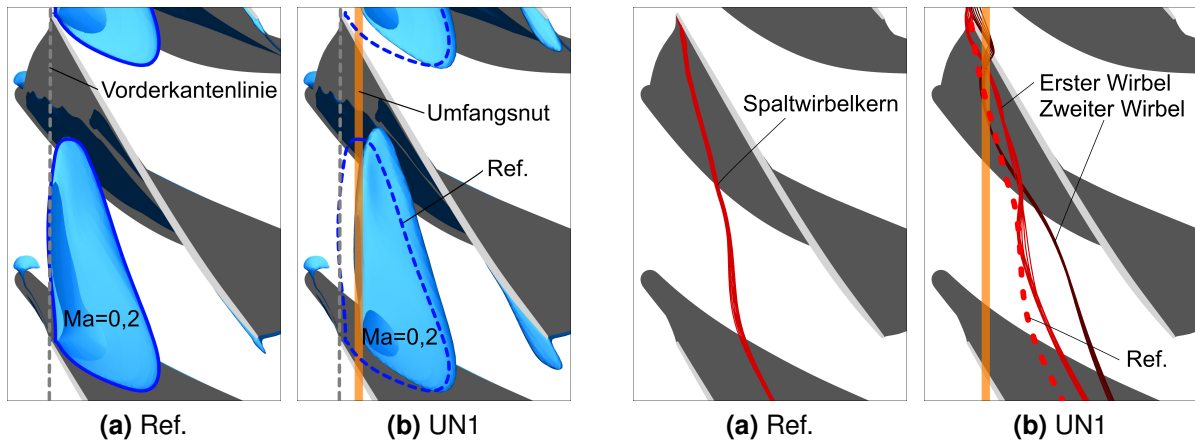 Vorderkantenlinie
Ma=0,2
(a) Ref.
Umfangsnut
Ref.
Ma=0,2
(b) UN1
Spaltwirbelkern
(a) Ref.
Erster Wirbel
Zweiter Wirbel
Ref.
(b) UN1